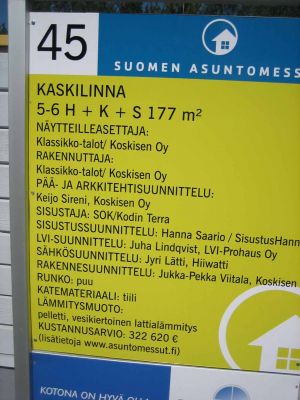 45
SUOMEN ASUNTOMESS
KASKILINNA
5-6 H + K + S 177 m²
NÄYTTEILLEASETTAJA:
Klassikko-talot/ Koskisen Oy
RAKENNUTTAJA:
Klassikko-talot/ Koskisen Oy
PÄÄ- JA ARKKITEHTISUUNNITTELU:
Keijo Sireni, Koskisen Oy
SISUSTAJA: SOK/Kodin Terra
SISUSTUSSUUNNITTELU: Hanna Saario / SisustusHann
LVI-SUUNNITTELU: Juha Lindqvist, LVI-Prohaus Oy
SÄHKÖSUUNNITTELU: Jyri Lätti, Hiiwatti
RAKENNESUUNNITTELU: Jukka-Pekka Viitala, Koskisen
RUNKO: puu
KATEMATERIAALI: tiili
LÄMMITYSMUOTO:
pelletti, vesikiertoinen lattialämmitys
KUSTANNUSARVIO: 322 620 €
(lisätietoja www.asuntomessut.fi)
KOTONA ON HYVÄ OLLA